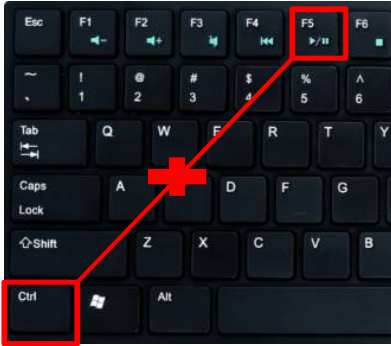 Esc F1 F2 F3 F4 F5 F6
~ ! @ # $ % ^
` 1 2 3 4 5 6
Tab Q W E R T Y
Caps Lock A D F G
Shift Z X C V B
Ctrl Alt